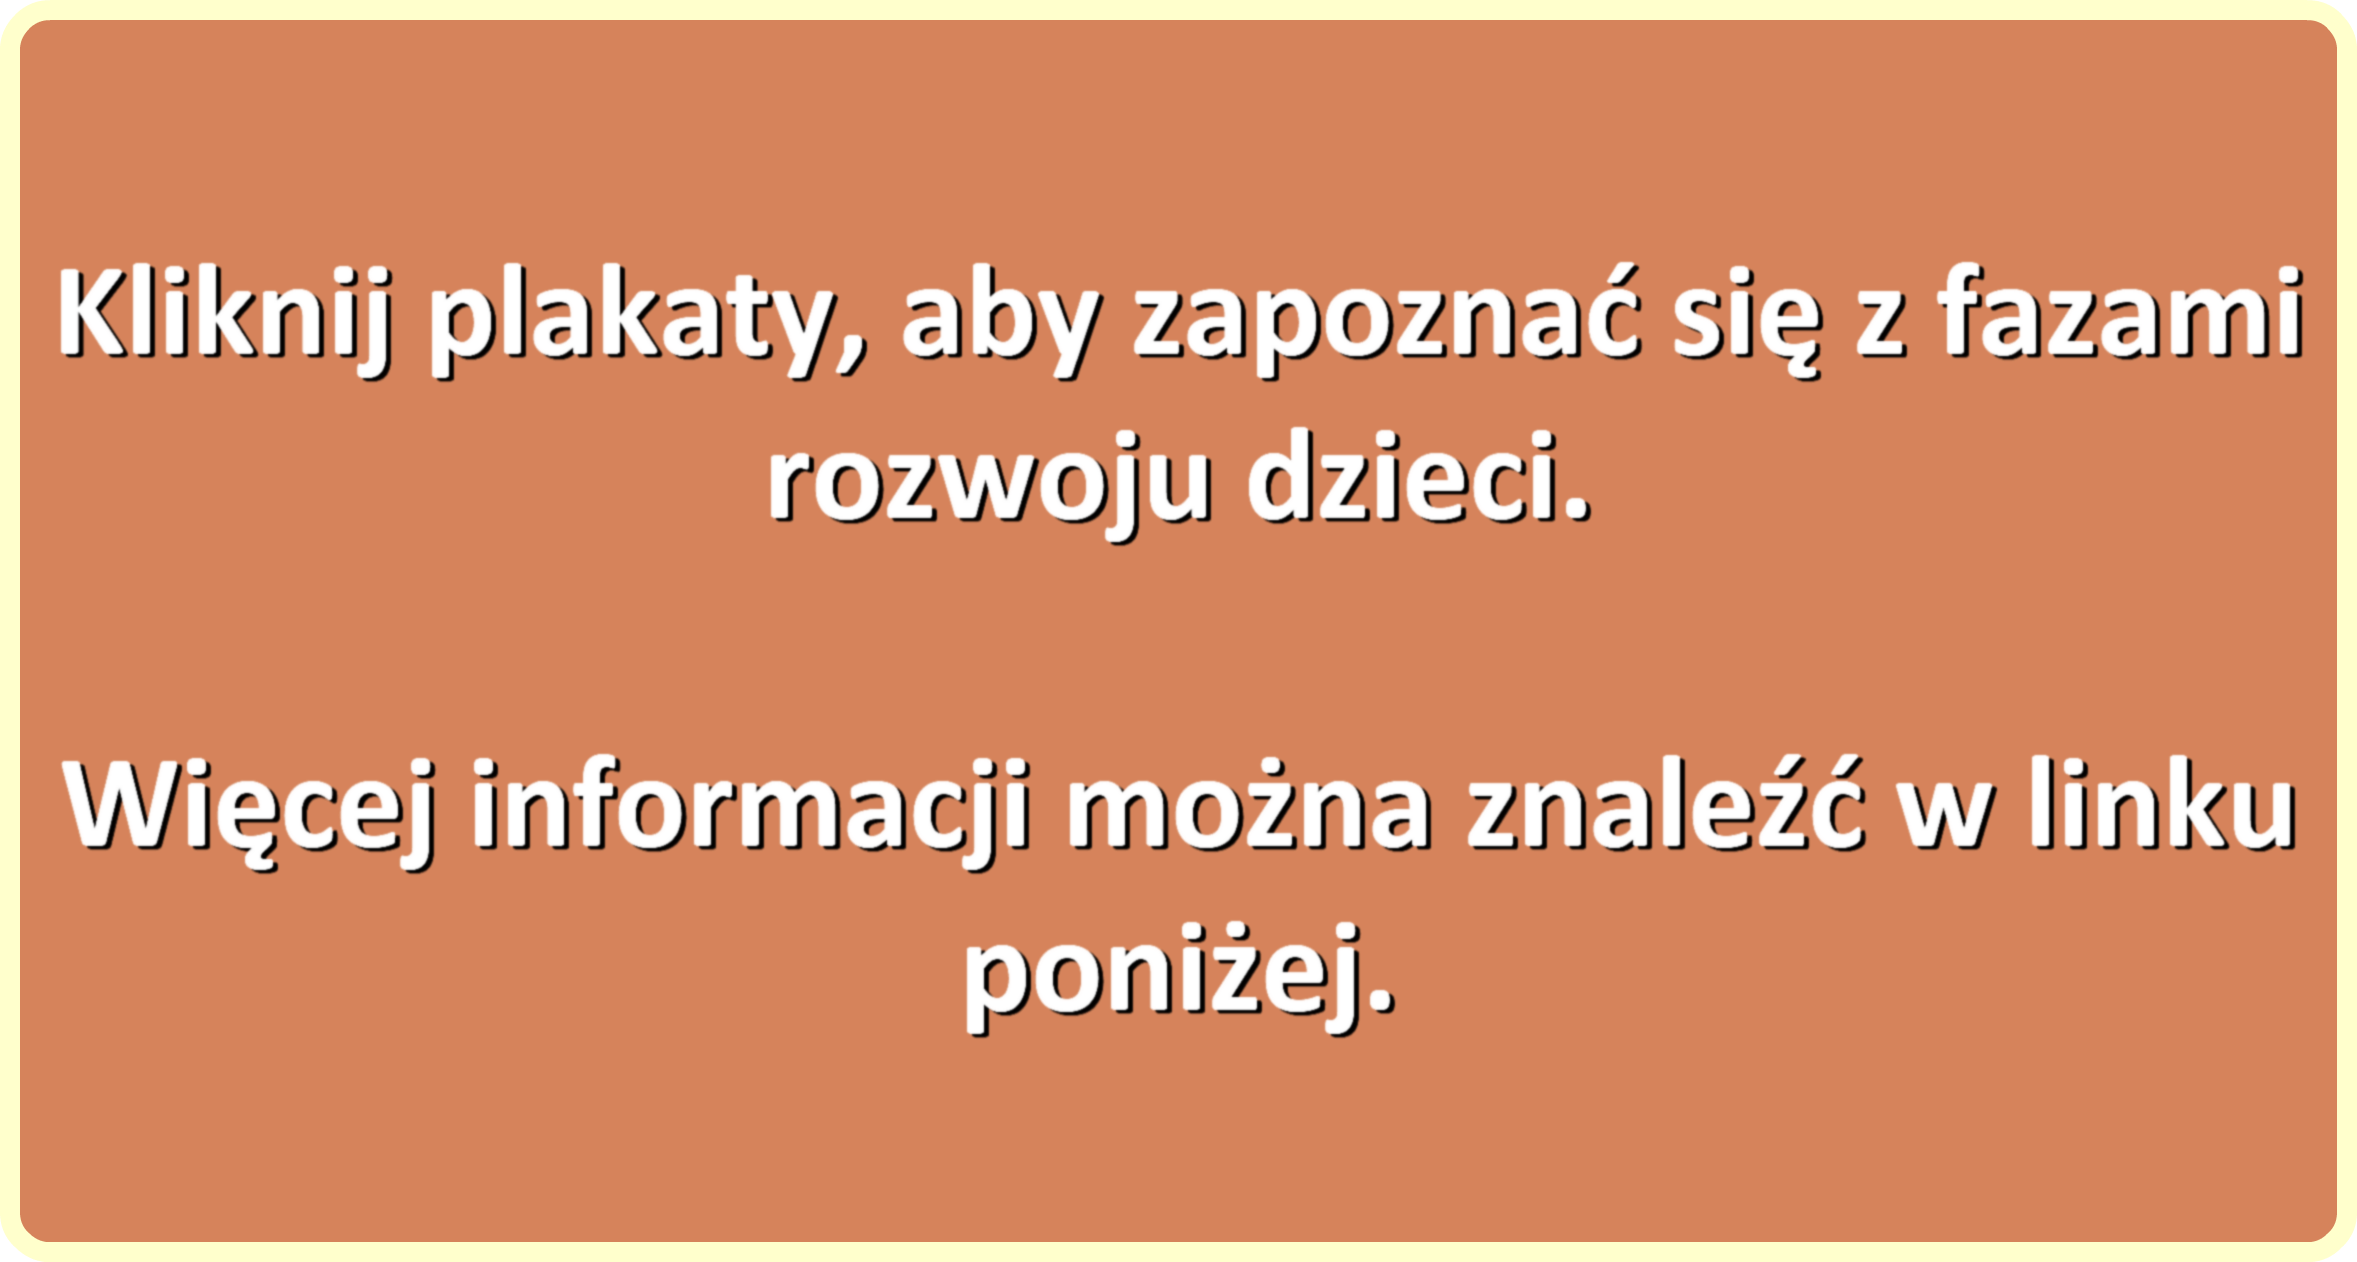 Kliknij plakaty, aby zapoznać się z fazami
rozwoju dzieci.
Więcej informacji można znaleźć w linku
poniżej.